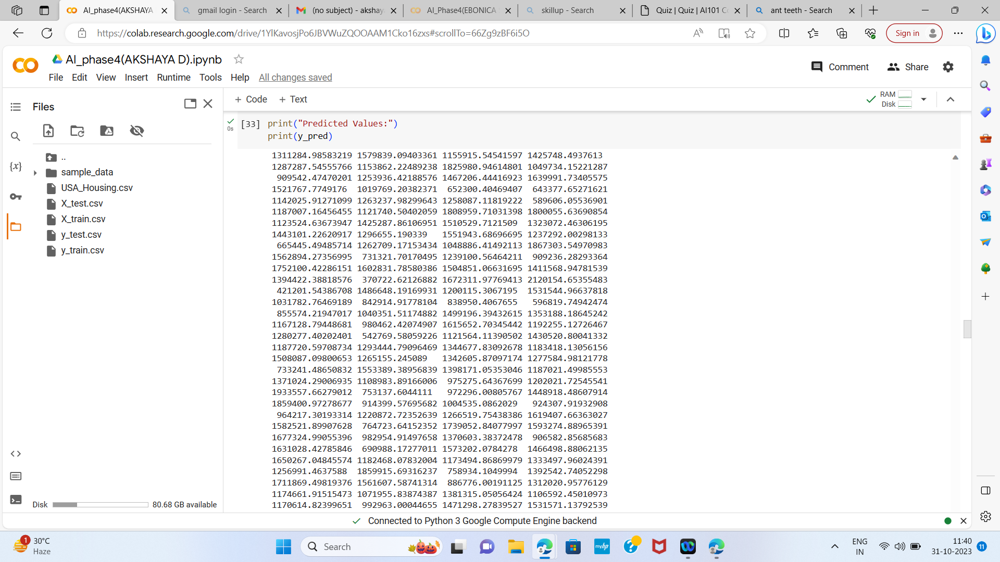 AI_phase4(AKSHAYA
gmail login - Search
(no subject) - akshay
AI_Phase4(EBONICA
skillup - Search
Quiz | Quiz | AI101 C
ant teeth - Search
https://colab.research.google.com/drive/1YlKavosjPo6JBVWuZQOOAAM1Cko16zxs#scrollTo=66Zg9zBF6i5O
Sign in
CO
AI_phase4(AKSHAYA D).ipynb
File Edit View Insert Runtime Tools Help All changes saved
Comment
Share
Files
+ Code + Text
RAM
Disk
..
sample_data
USA_Housing.csv
X_test.csv
X_train.csv
y_test.csv
y_train.csv
{x}
Disk
80.68 GB available
0s
[33] print("Predicted Values:")
print(y_pred)
1311284.98583219 1579839.09403361 1155915.54541597 1425748.4937613
1287287.54555766 1153862.22489238 1825980.94614801 1049734.15221287
909542.47470201 1253936.42188576 1467206.44416923 1639991.73405575
1521767.7749176 1019769.20382371 652300.40469407 643377.65271621
1142025.91271099 1263237.98299643 1258087.11819222 589606.05536901
1187007.16456455 1121740.50402059 1808959.71031398 1800055.63690854
1123524.63673947 1425287.86106951 1510529.7121509 1323072.46306195
1443101.22620917 1296655.190339 1551943.68696695 1237292.00298133
665445.49485714 1262709.17153434 1048886.41492113 1867303.54970983
1562894.27356995 731321.70170495 1239100.56464211 909236.28293364
1752100.42286151 1602831.78580386 1504851.06631695 1411568.94781539
1394422.38818576 370722.62126882 1672311.97769413 2120154.65355483
421201.54386708 1486648.19169931 1200115.3067195 1531544.96637818
1031782.76469189 842914.91778104 838950.4067655 596819.74942474
855574.21947017 1040351.51174882 1499196.39432615 1353188.18645242
1167128.79448681 980462.42074907 1615652.70345442 1192255.12726467
1280277.40202401 542769.58059226 1121564.11390502 1430520.80041332
1187720.59708734 1293444.79096469 1344677.83092678 1183418.13056156
1508087.09800653 1265155.245089 1342605.87097174 1277584.98121778
733241.48650832 1553389.38956839 1398171.05353046 1187021.49985553
1371024.29006935 1108983.89166006 975275.64367699 1202021.72545541
1933557.66279012 753137.6044111 972296.00805767 1448918.48607914
1859400.97278677 914399.57695682 1004535.0862029 924307.91932908
964217.30193314 1220872.72352639 1266519.75438386 1619407.66363027
1582521.89907628 764723.64152352 1739052.84077997 1593274.88965391
1677324.99055396 982954.91497658 1370603.38372478 906582.85685683
1631028.42785846 690988.17277011 1573202.0784278 1466498.88062135
1650267.04845574 1182468.07832004 1173494.86869979 1333497.96024391
1256991.4637588 1859915.69316237 758934.1049994 1392542.74052298
1711869.49819376 1561607.58741314 886776.00191125 1312020.95776129
1174661.91515473 1071955.83874387 1381315.05056424 1106592.45010973
1170614.82399651 992963.00044655 1471298.27839527 1531571.13792539
Connected to Python 3 Google Compute Engine backend
1
30°C
Haze
Search
myhp
ENG
IN
11:40
31-10-2023
11